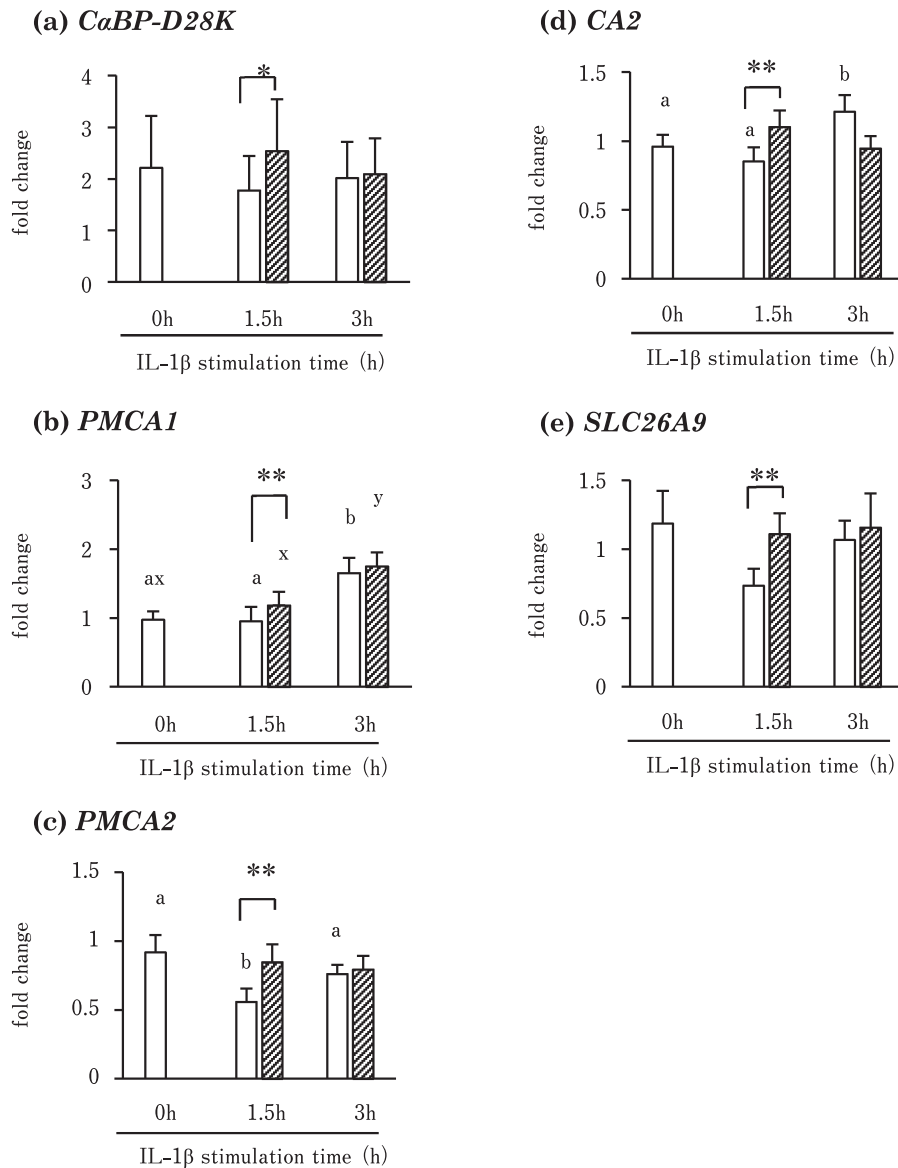 (a) CaBP-D28K
4
3
2
1
0
fold change
*
0h 1.5h 3h
IL-1β stimulation time (h)
(b) PMCA1
3
2
1
0
fold change
**
ax a x b y
0h 1.5h 3h
IL-1β stimulation time (h)
(c) PMCA2
1.5
1
0.5
0
fold change
**
a b a
0h 1.5h 3h
IL-1β stimulation time (h)
(d) CA2
1.5
1
0.5
0
fold change
**
a a b
0h 1.5h 3h
IL-1β stimulation time (h)
(e) SLC26A9
1.5
1
0.5
0
fold change
**
0h 1.5h 3h
IL-1β stimulation time (h)